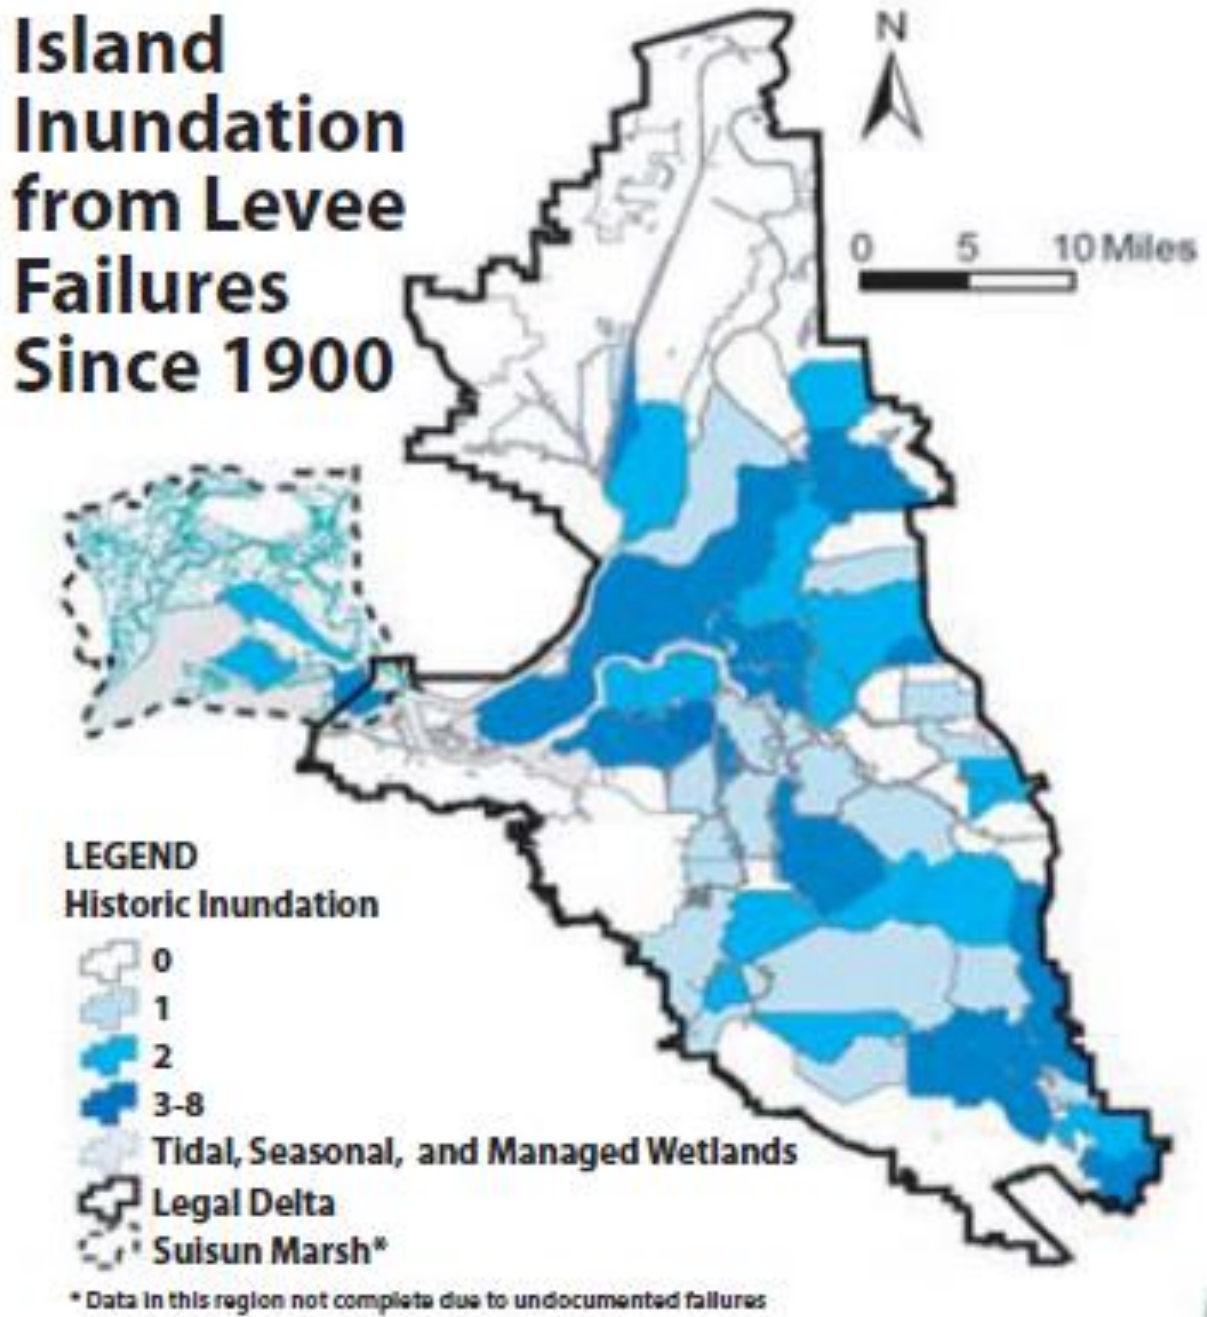 Island
Inundation
from Levee
Failures
Since 1900
N
0 5 10 Miles
LEGEND
Historic Inundation
0
1
2
3-8
Tidal, Seasonal, and Managed Wetlands
Legal Delta
Suisun Marsh*
* Data in this region not complete due to undocumented failures